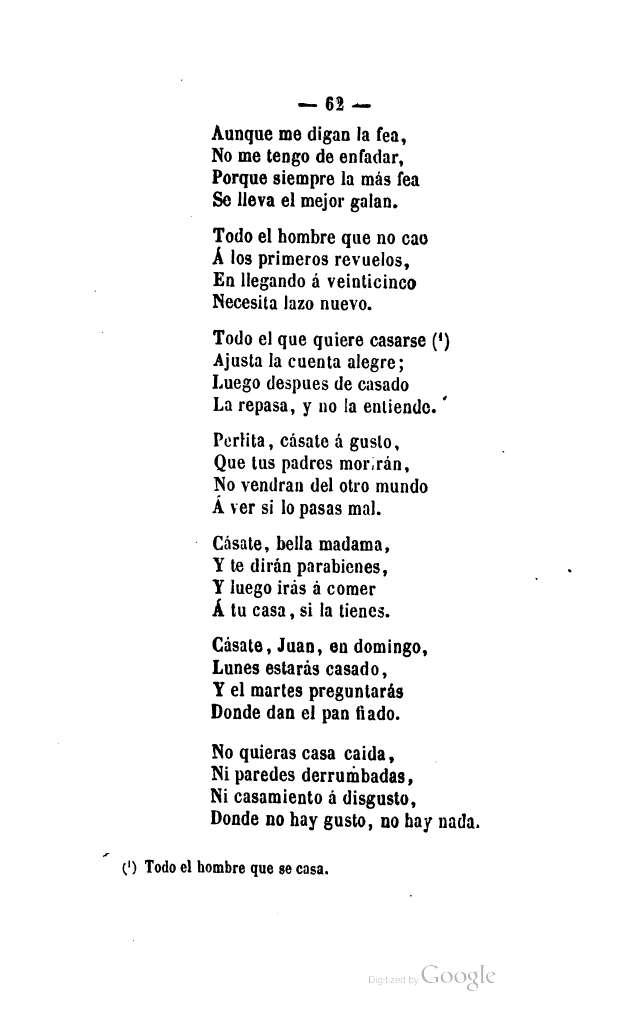 — 62 —
Aunque me digan la fea,
No me tengo de enfadar,
Porque siempre la más fea
Se lleva el mejor galan.
Todo el hombre que no cae
Á los primeros revuelos,
En llegando á veinticinco
Necesita lazo nuevo.
Todo el que quiere casarse (¹)
Ajusta la cuenta alegre;
Luego despues de casado
La repasa, y no la entiende.
Perlita, cásate á gusto,
Que tus padres morirán,
No vendran del otro mundo
Á ver si lo pasas mal.
Cásate, bella madama,
Y te dirán parabienes,
Y luego irás á comer
Á tu casa, si la tienes.
Cásate, Juan, en domingo,
Lunes estarás casado,
Y el martes preguntarás
Donde dan el pan fiado.
No quieras casa caida,
Ni paredes derrumbadas,
Ni casamiento á disgusto,
Donde no hay gusto, no hay nada.
(¹) Todo el hombre que se casa.
Digitized by Google